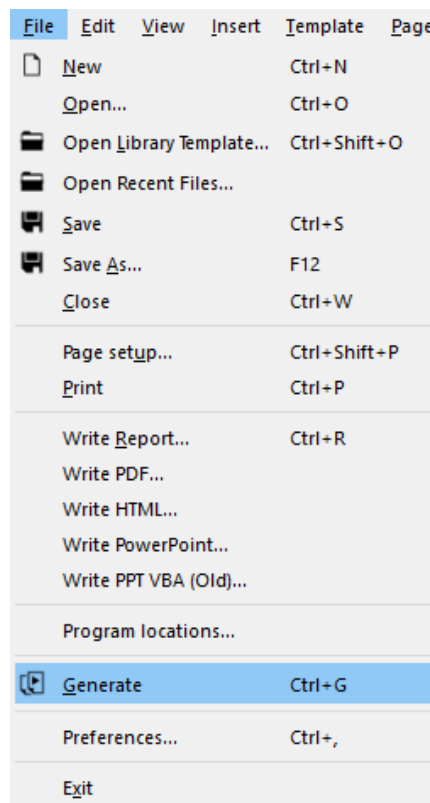 File Edit View Insert Template Page
New Ctrl+N
Open... Ctrl+O
Open Library Template... Ctrl+Shift+O
Open Recent Files...
Save Ctrl+S
Save As... F12
Close Ctrl+W
Page setup... Ctrl+Shift+P
Print Ctrl+P
Write Report... Ctrl+R
Write PDF...
Write HTML...
Write PowerPoint...
Write PPT VBA (Old)...
Program locations...
Generate Ctrl+G
Preferences... Ctrl+,
Exit